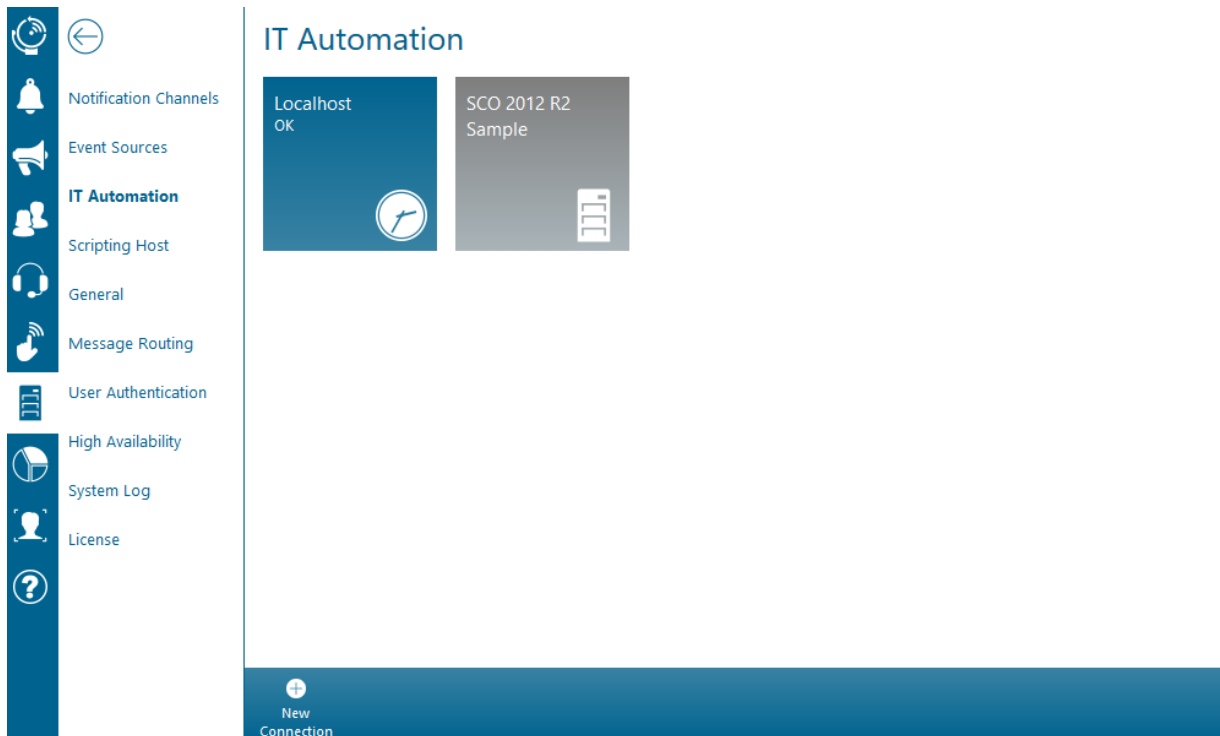 IT Automation
Notification Channels
Event Sources
IT Automation
Scripting Host
General
Message Routing
User Authentication
High Availability
System Log
License
Localhost
OK
SCO 2012 R2
Sample
?
New
Connection